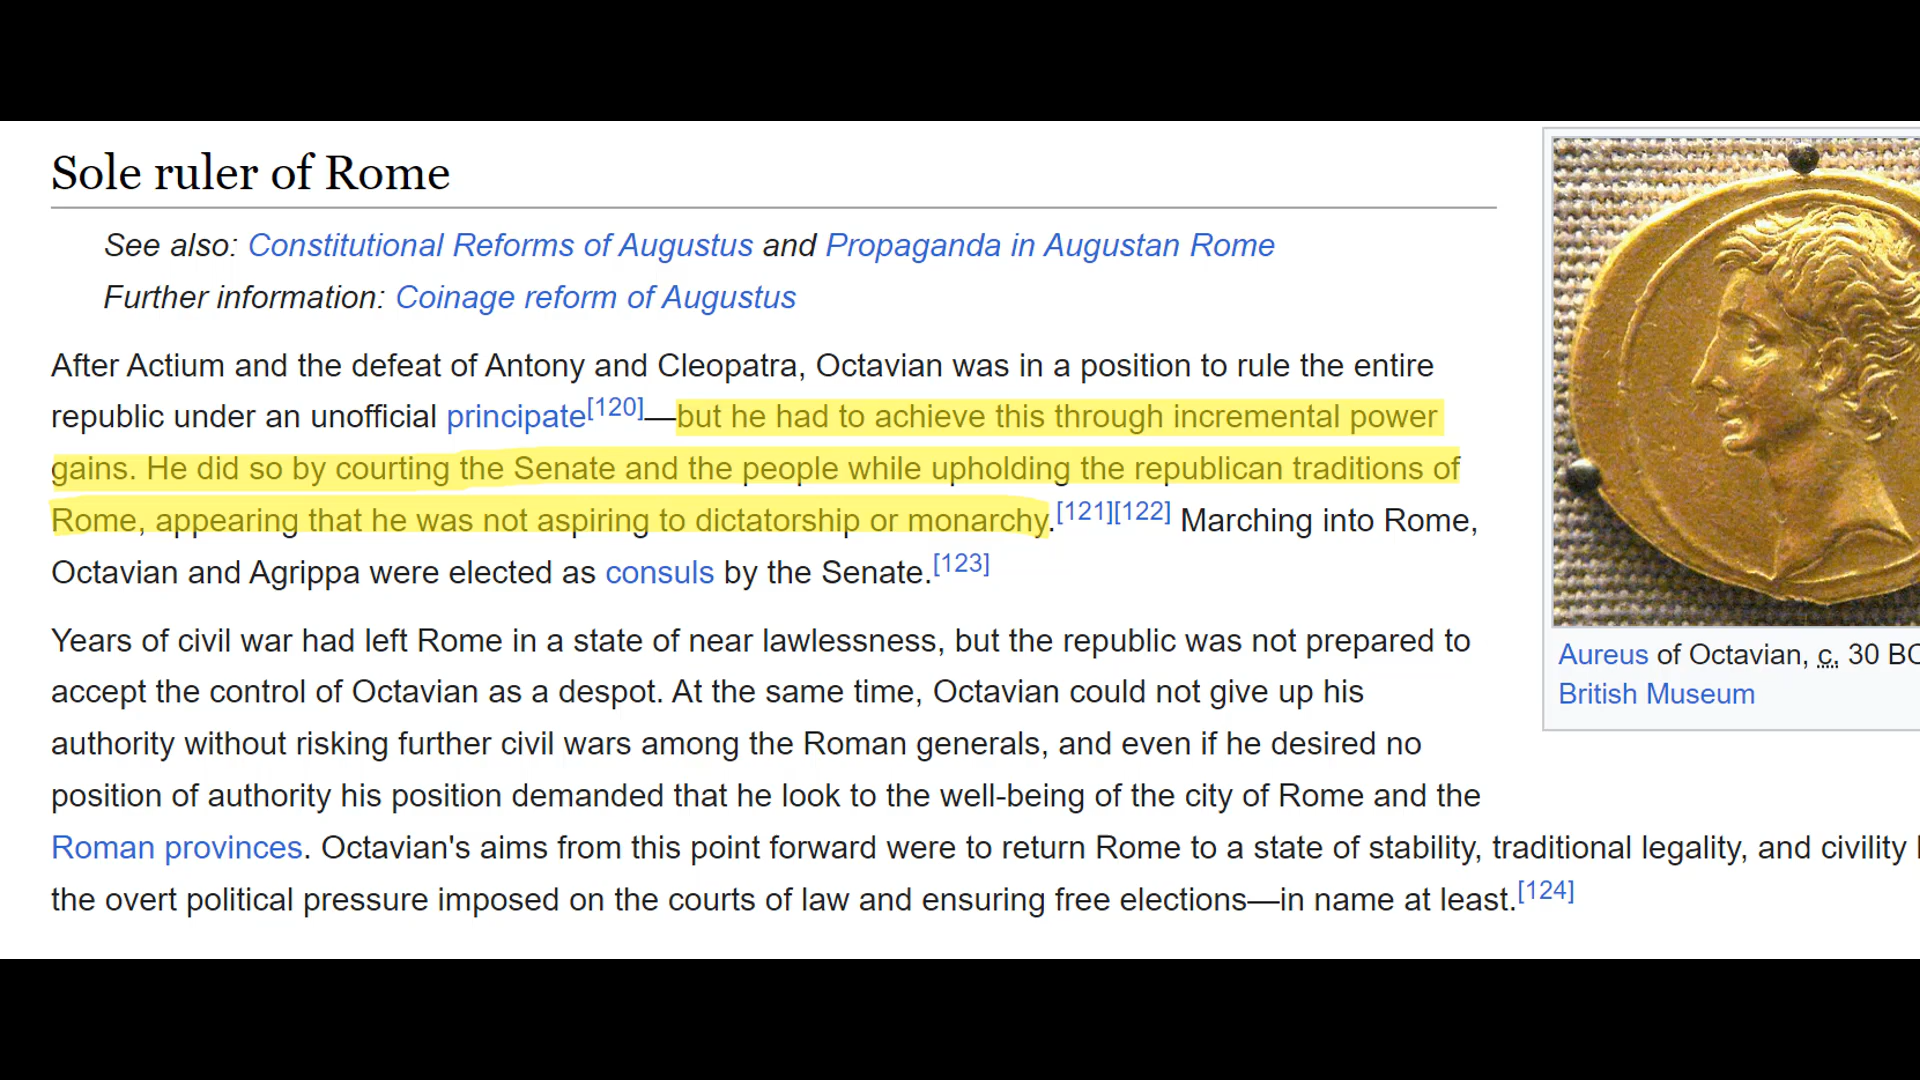 Sole ruler of Rome
See also: Constitutional Reforms of Augustus and Propaganda in Augustan Rome
Further information: Coinage reform of Augustus
After Actium and the defeat of Antony and Cleopatra, Octavian was in a position to rule the entire
republic under an unofficial principate[120]—but he had to achieve this through incremental power
gains. He did so by courting the Senate and the people while upholding the republican traditions of
Rome, appearing that he was not aspiring to dictatorship or monarchy.[121][122] Marching into Rome,
Octavian and Agrippa were elected as consuls by the Senate.[123]
Years of civil war had left Rome in a state of near lawlessness, but the republic was not prepared to
accept the control of Octavian as a despot. At the same time, Octavian could not give up his
authority without risking further civil wars among the Roman generals, and even if he desired no
position of authority his position demanded that he look to the well-being of the city of Rome and the
Roman provinces. Octavian's aims from this point forward were to return Rome to a state of stability, traditional legality, and civility
the overt political pressure imposed on the courts of law and ensuring free elections—in name at least.[124]
Aureus of Octavian, c. 30 BC
British Museum